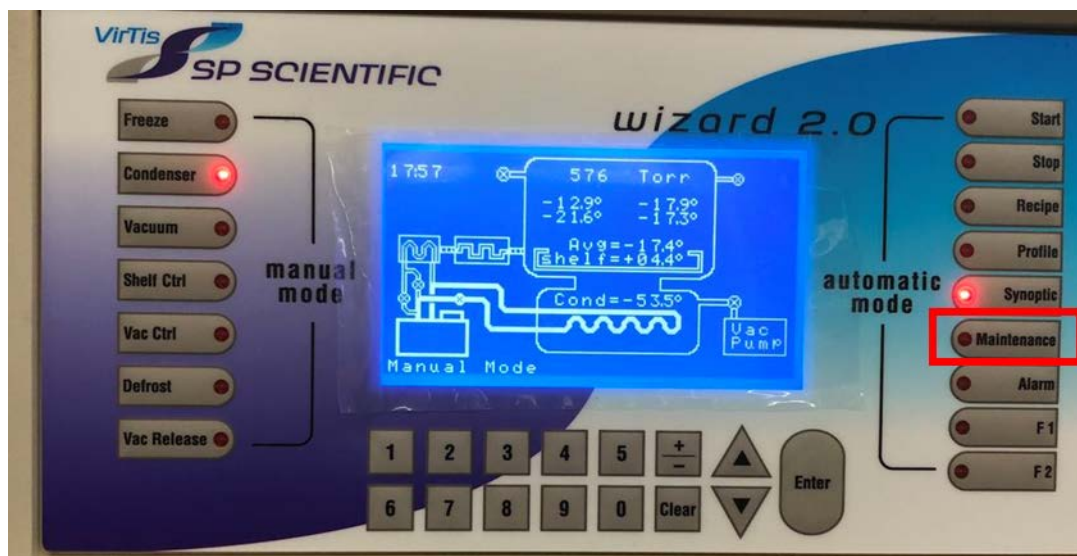 VirTis
SP SCIENTIFIC
wizard 2.0
Freeze
Condenser
Vacuum
Shelf Ctrl
Vac Ctrl
Defrost
Vac Release
manual
mode
17:57
576 Torr
-12.9° -17.9°
-21.6° -17.3°
Avg=-17.4°
Shelf=+04.4°
Cond=-53.5°
Vac
Pump
Manual Mode
automatic
mode
Start
Stop
Recipe
Profile
Synoptic
Maintenance
Alarm
F1
F2
1 2 3 4 5 + −
6 7 8 9 0 Clear
Enter